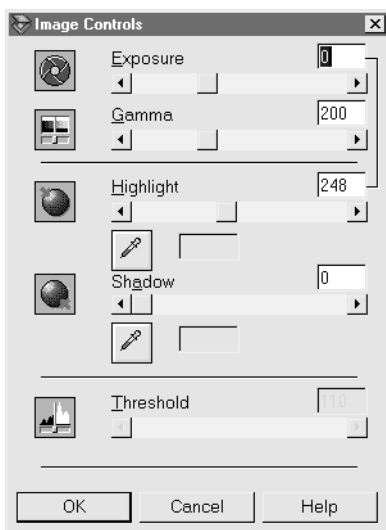 Image Controls
Exposure 0
Gamma 200
Highlight 248
Shadow 0
Threshold 110
OK Cancel Help